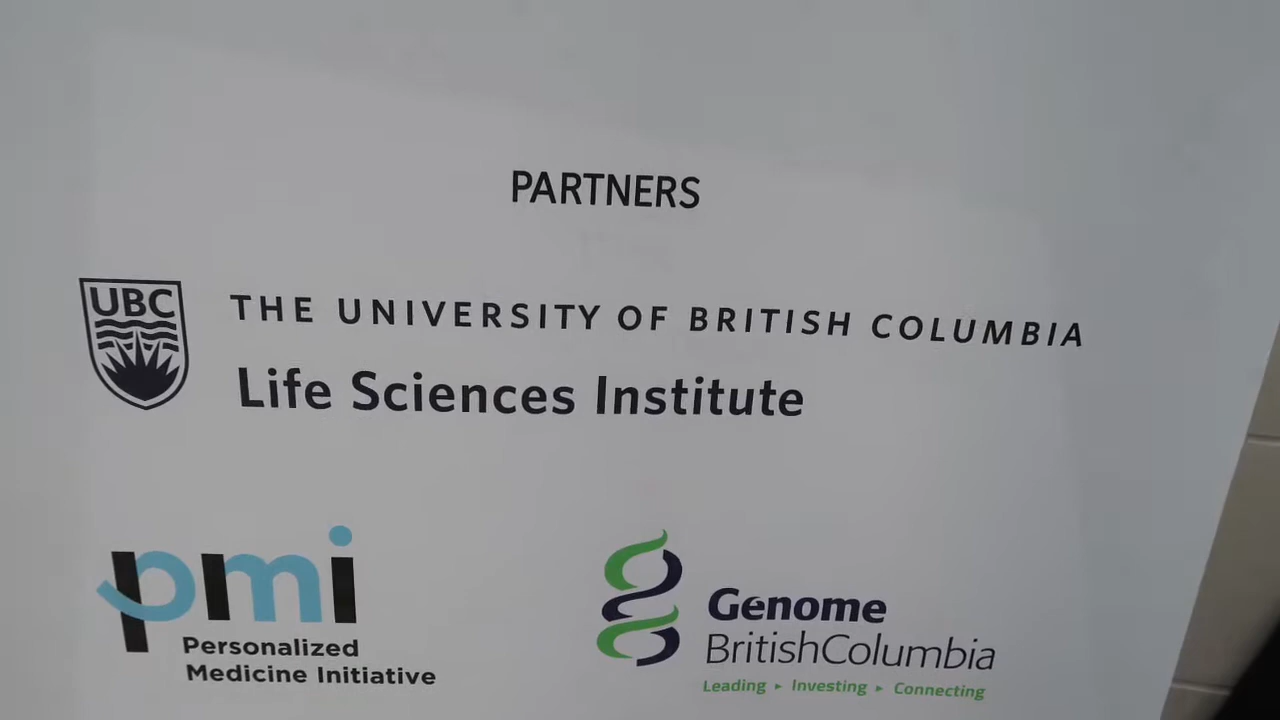 PARTNERS
UBC
THE UNIVERSITY OF BRITISH COLUMBIA
Life Sciences Institute
pmi
Personalized
Medicine Initiative
Genome
BritishColumbia
Leading ▸ Investing ▸ Connecting